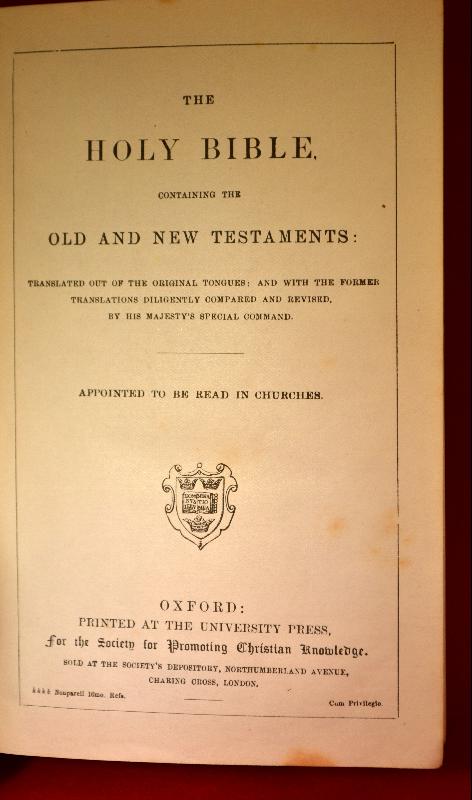 THE
HOLY BIBLE,
CONTAINING THE
OLD AND NEW TESTAMENTS:
TRANSLATED OUT OF THE ORIGINAL TONGUES; AND WITH THE FORMER
TRANSLATIONS DILIGENTLY COMPARED AND REVISED,
BY HIS MAJESTY'S SPECIAL COMMAND.
APPOINTED TO BE READ IN CHURCHES.
OXFORD:
PRINTED AT THE UNIVERSITY PRESS,
For the Society for Promoting Christian Knowledge.
SOLD AT THE SOCIETY'S DEPOSITORY, NORTHUMBERLAND AVENUE,
CHARING CROSS, LONDON.
Nonpareil 16mo. Refs.
Cum Privilegio.